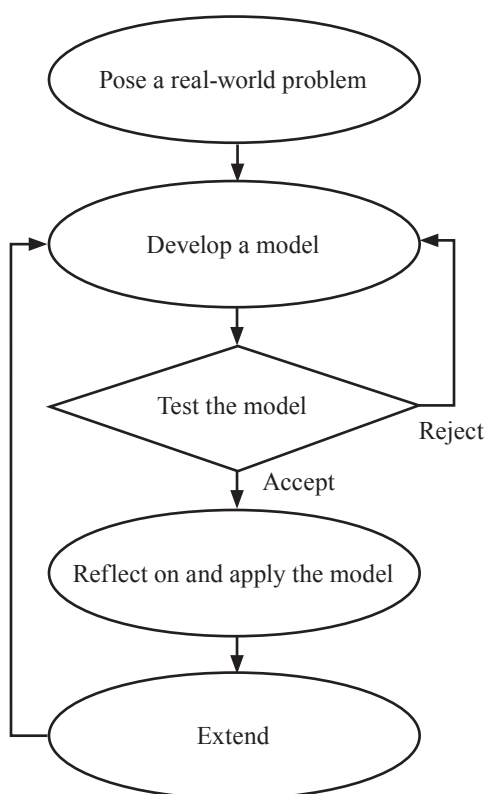 Pose a real-world problem
Develop a model
Test the model
Reject
Accept
Reflect on and apply the model
Extend